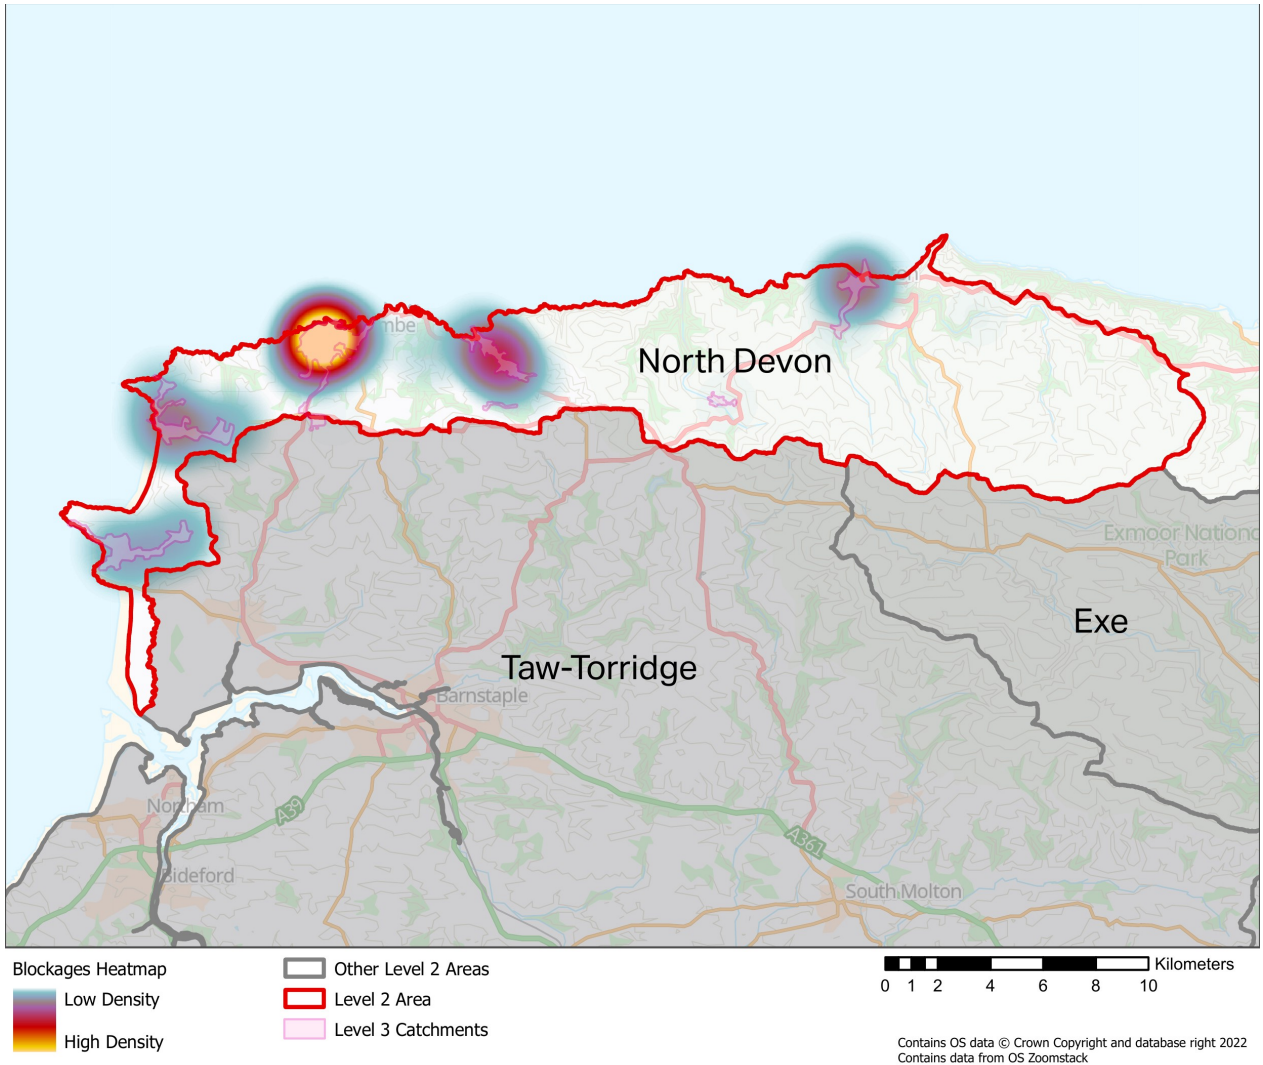 mbe
North Devon
Exmoor Nationa
Park
Exe
Taw-Torridge
Barnstaple
A39
Bideford
A361
South Molton
Blockages Heatmap
Low Density
High Density
Other Level 2 Areas
Level 2 Area
Level 3 Catchments
Kilometers
0 1 2 4 6 8 10
Contains OS data © Crown Copyright and database right 2022
Contains data from OS Zoomstack